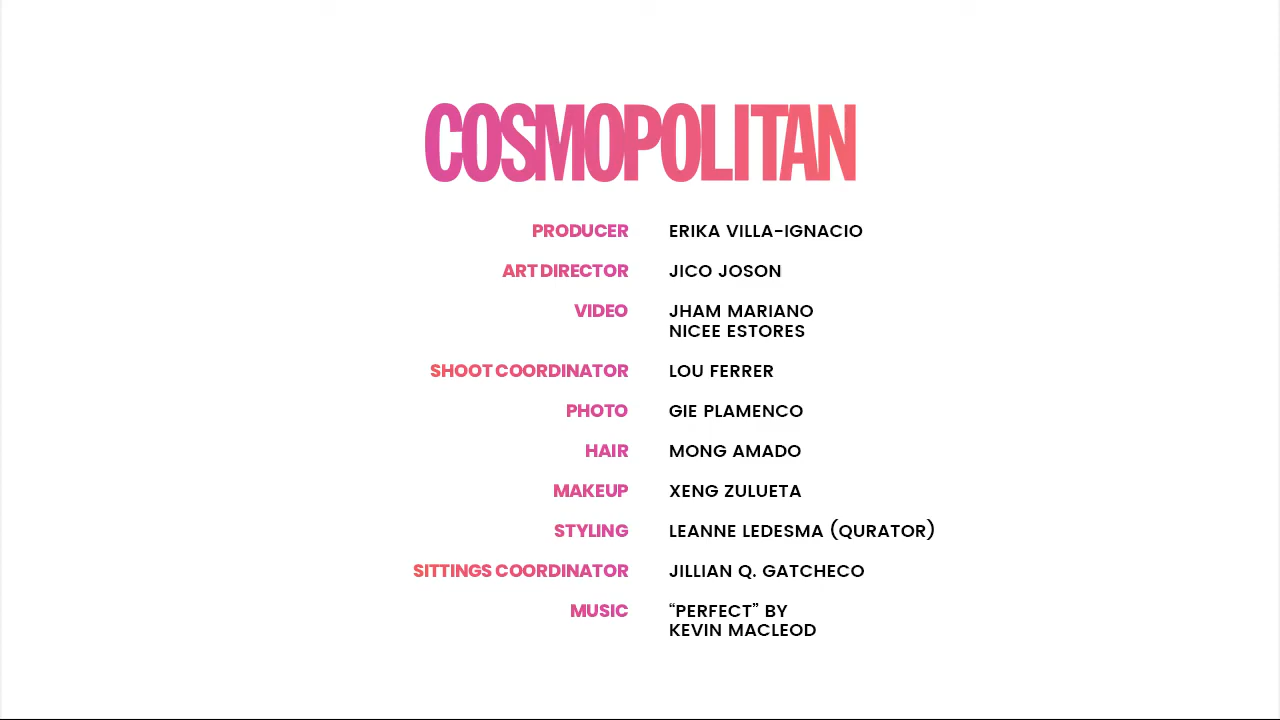 COSMOPOLITAN
PRODUCER ERIKA VILLA-IGNACIO
ART DIRECTOR JICO JOSON
VIDEO JHAM MARIANO
NICEE ESTORES
SHOOT COORDINATOR LOU FERRER
PHOTO GIE PLAMENCO
HAIR MONG AMADO
MAKEUP XENG ZULUETA
STYLING LEANNE LEDESMA (QURATOR)
SITTINGS COORDINATOR JILLIAN Q. GATCHECO
MUSIC “PERFECT” BY
KEVIN MACLEOD